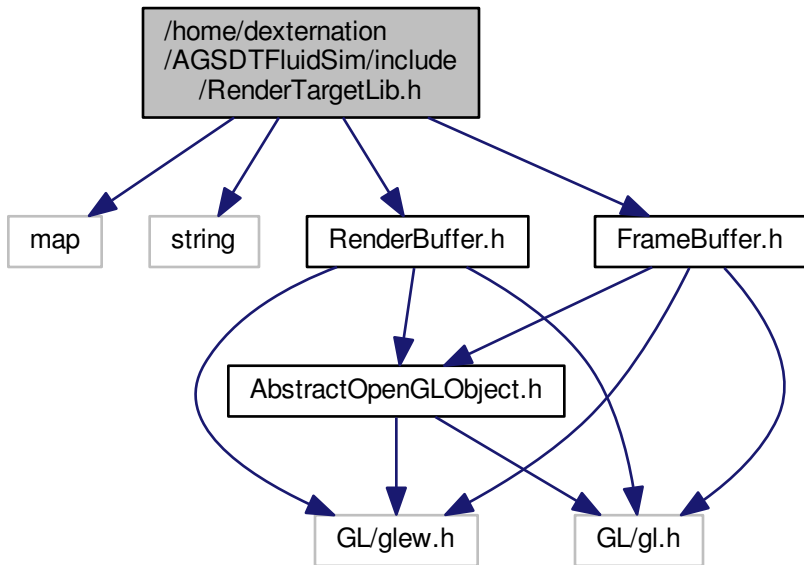 /home/dexternation
/AGSDTFluidSim/include
/RenderTargetLib.h
map
string
RenderBuffer.h
FrameBuffer.h
AbstractOpenGLObject.h
GL/glew.h
GL/gl.h